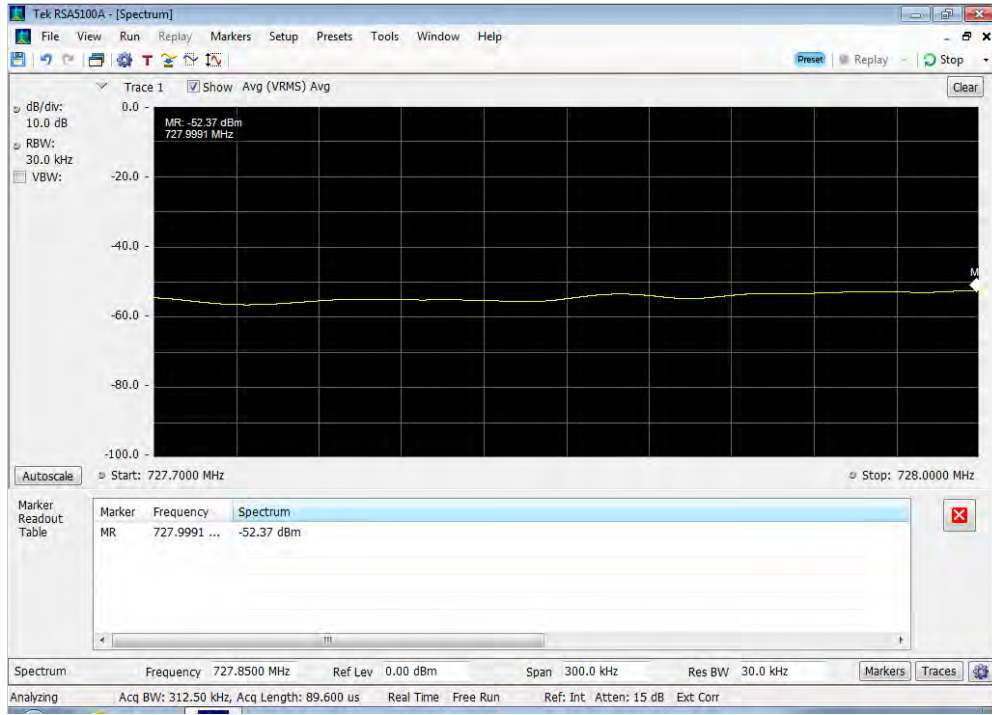 Tek RSA5100A - [Spectrum]
File View Run Replay Markers Setup Presets Tools Window Help
T
Preset Replay Stop
Trace 1 Show Avg (VRMS) Avg Clear
dB/div:
10.0 dB
RBW:
30.0 kHz
VBW:
0.0
-20.0
-40.0
-60.0
-80.0
-100.0
MR: -52.37 dBm
727.9991 MHz
M
Autoscale Start: 727.7000 MHz Stop: 728.0000 MHz
Marker
Readout
Table
Marker Frequency Spectrum
MR 727.9991 ... -52.37 dBm
Spectrum Frequency 727.8500 MHz Ref Lev 0.00 dBm Span 300.0 kHz Res BW 30.0 kHz Markers Traces
Analyzing Acq BW: 312.50 kHz, Acq Length: 89.600 us Real Time Free Run Ref: Int Atten: 15 dB Ext Corr